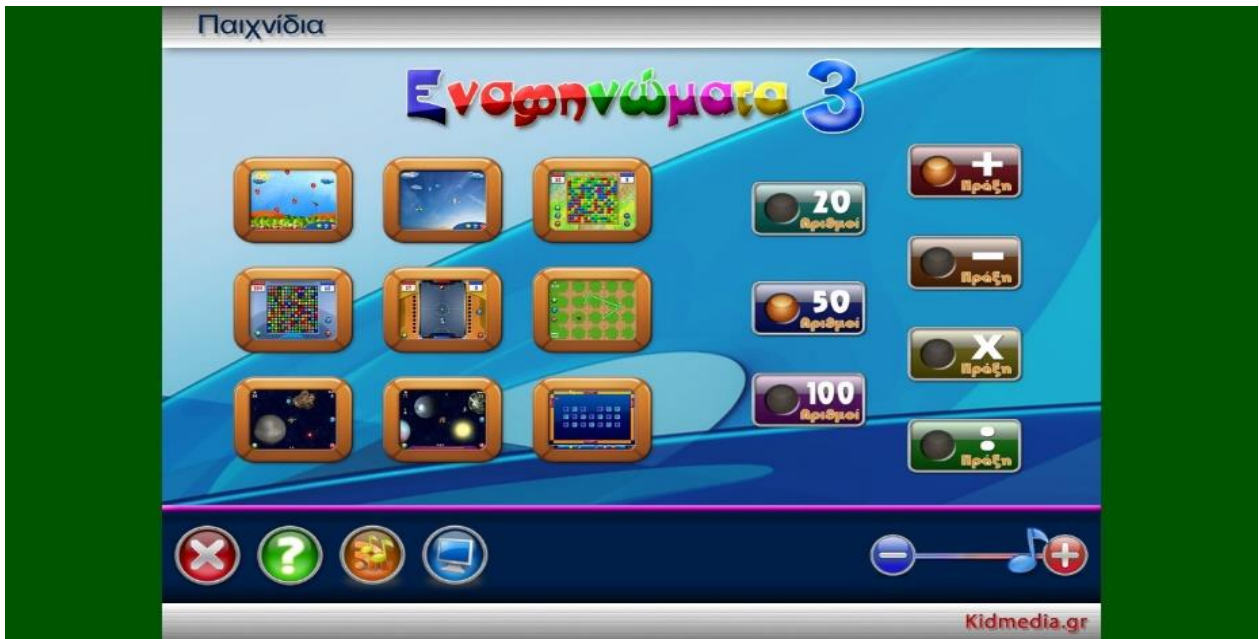 Παιχνίδια
Εναφηνώματα 3
20
Αριθμοί
50
Αριθμοί
100
Αριθμοί
+
Πράξη
−
Πράξη
x
Πράξη
:
Πράξη
Kidmedia.gr